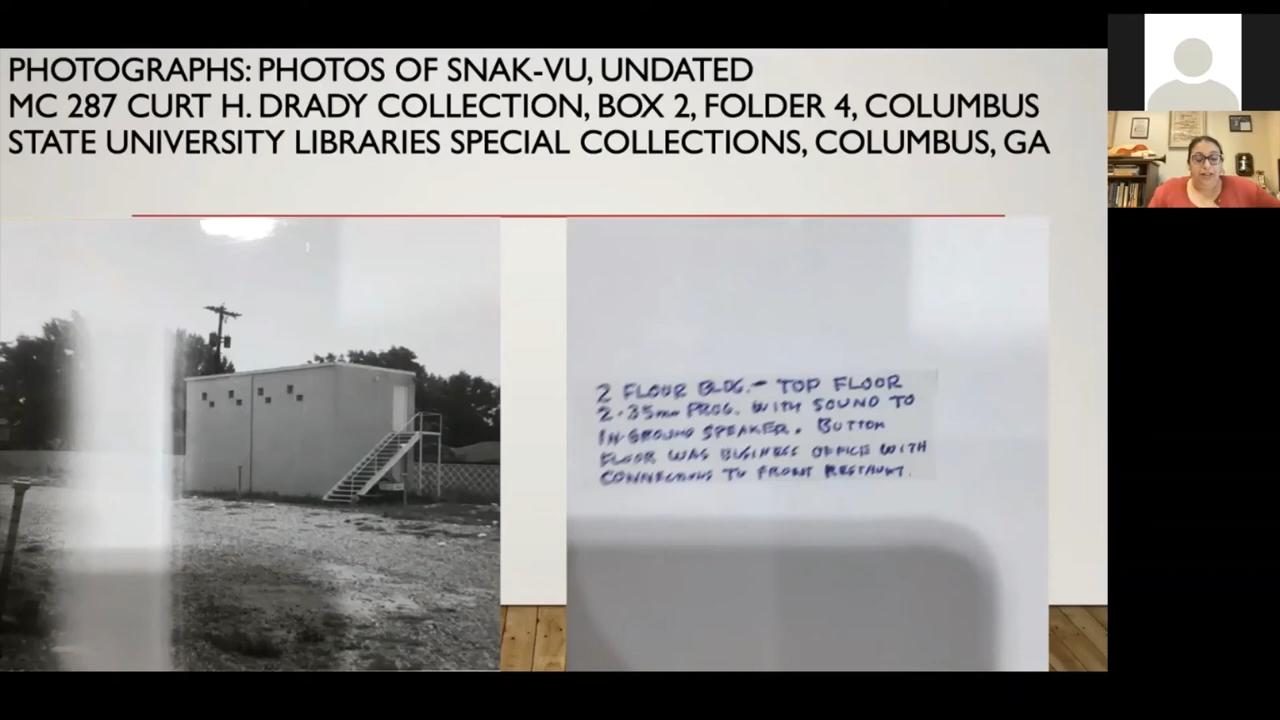 PHOTOGRAPHS: PHOTOS OF SNAK-VU, UNDATED
MC 287 CURT H. DRADY COLLECTION, BOX 2, FOLDER 4, COLUMBUS
STATE UNIVERSITY LIBRARIES SPECIAL COLLECTIONS, COLUMBUS, GA
2 FLOOR BLDG.- TOP FLOOR
2-35mm PROG. WITH SOUND TO
IN-GROUND SPEAKER. BUTTOM
FLOOR WAS BUSINESS OFFICE WITH
CONNECTIONS TO FRONT